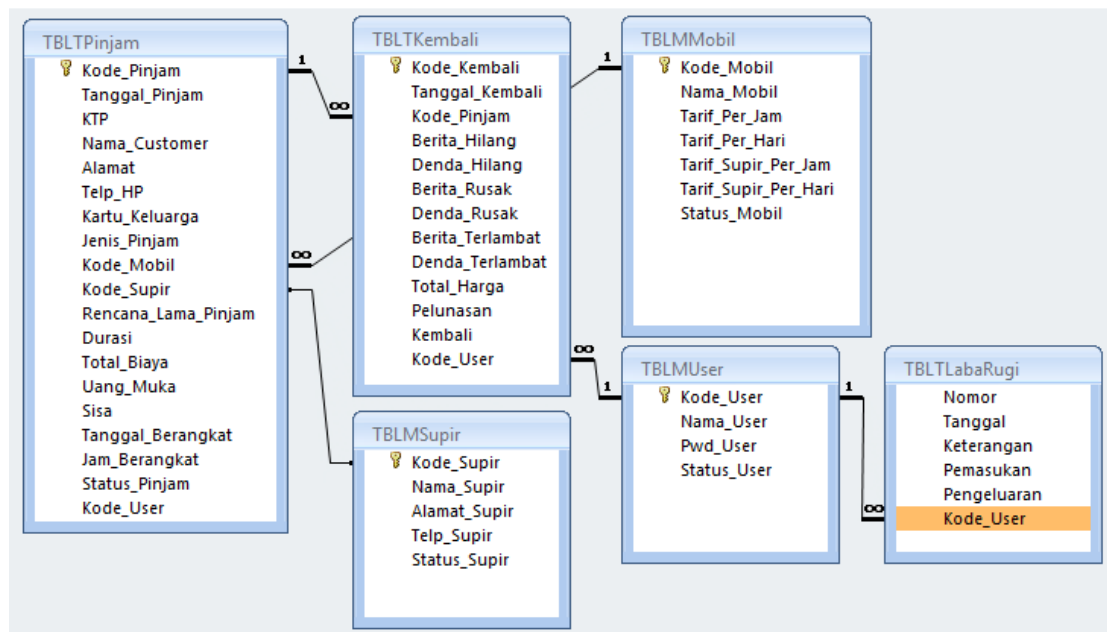 TBLTPinjam
Kode_Pinjam
Tanggal_Pinjam
KTP
Nama_Customer
Alamat
Telp_HP
Kartu_Keluarga
Jenis_Pinjam
Kode_Mobil
Kode_Supir
Rencana_Lama_Pinjam
Durasi
Total_Biaya
Uang_Muka
Sisa
Tanggal_Berangkat
Jam_Berangkat
Status_Pinjam
Kode_User
1
∞
∞
TBLTKembali
Kode_Kembali
Tanggal_Kembali
Kode_Pinjam
Berita_Hilang
Denda_Hilang
Berita_Rusak
Denda_Rusak
Berita_Terlambat
Denda_Terlambat
Total_Harga
Pelunasan
Kembali
Kode_User
1
∞
1
TBLMMobil
Kode_Mobil
Nama_Mobil
Tarif_Per_Jam
Tarif_Per_Hari
Tarif_Supir_Per_Jam
Tarif_Supir_Per_Hari
Status_Mobil
TBLMSupir
Kode_Supir
Nama_Supir
Alamat_Supir
Telp_Supir
Status_Supir
TBLMUser
Kode_User
Nama_User
Pwd_User
Status_User
1
∞
TBLTLabaRugi
Nomor
Tanggal
Keterangan
Pemasukan
Pengeluaran
Kode_User